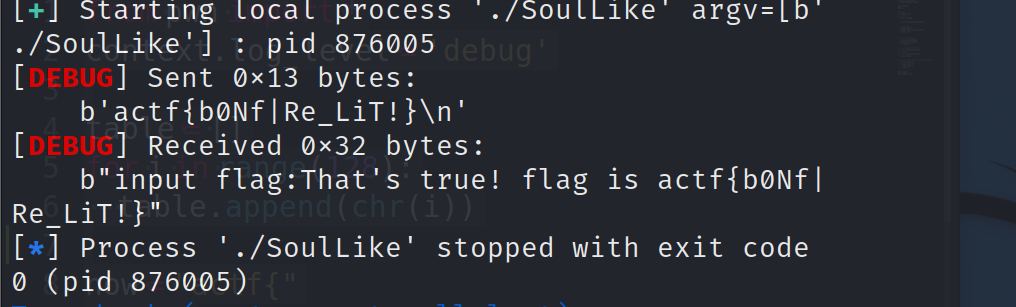 [+] Starting local process './SoulLike' argv=[b'
./SoulLike'] : pid 876005
[DEBUG] Sent 0×13 bytes:
    b'actf{b0Nf|Re_LiT!}\n'
[DEBUG] Received 0×32 bytes:
    b"input flag:That's true! flag is actf{b0Nf|
Re_LiT!}"
[*] Process './SoulLike' stopped with exit code
0 (pid 876005)